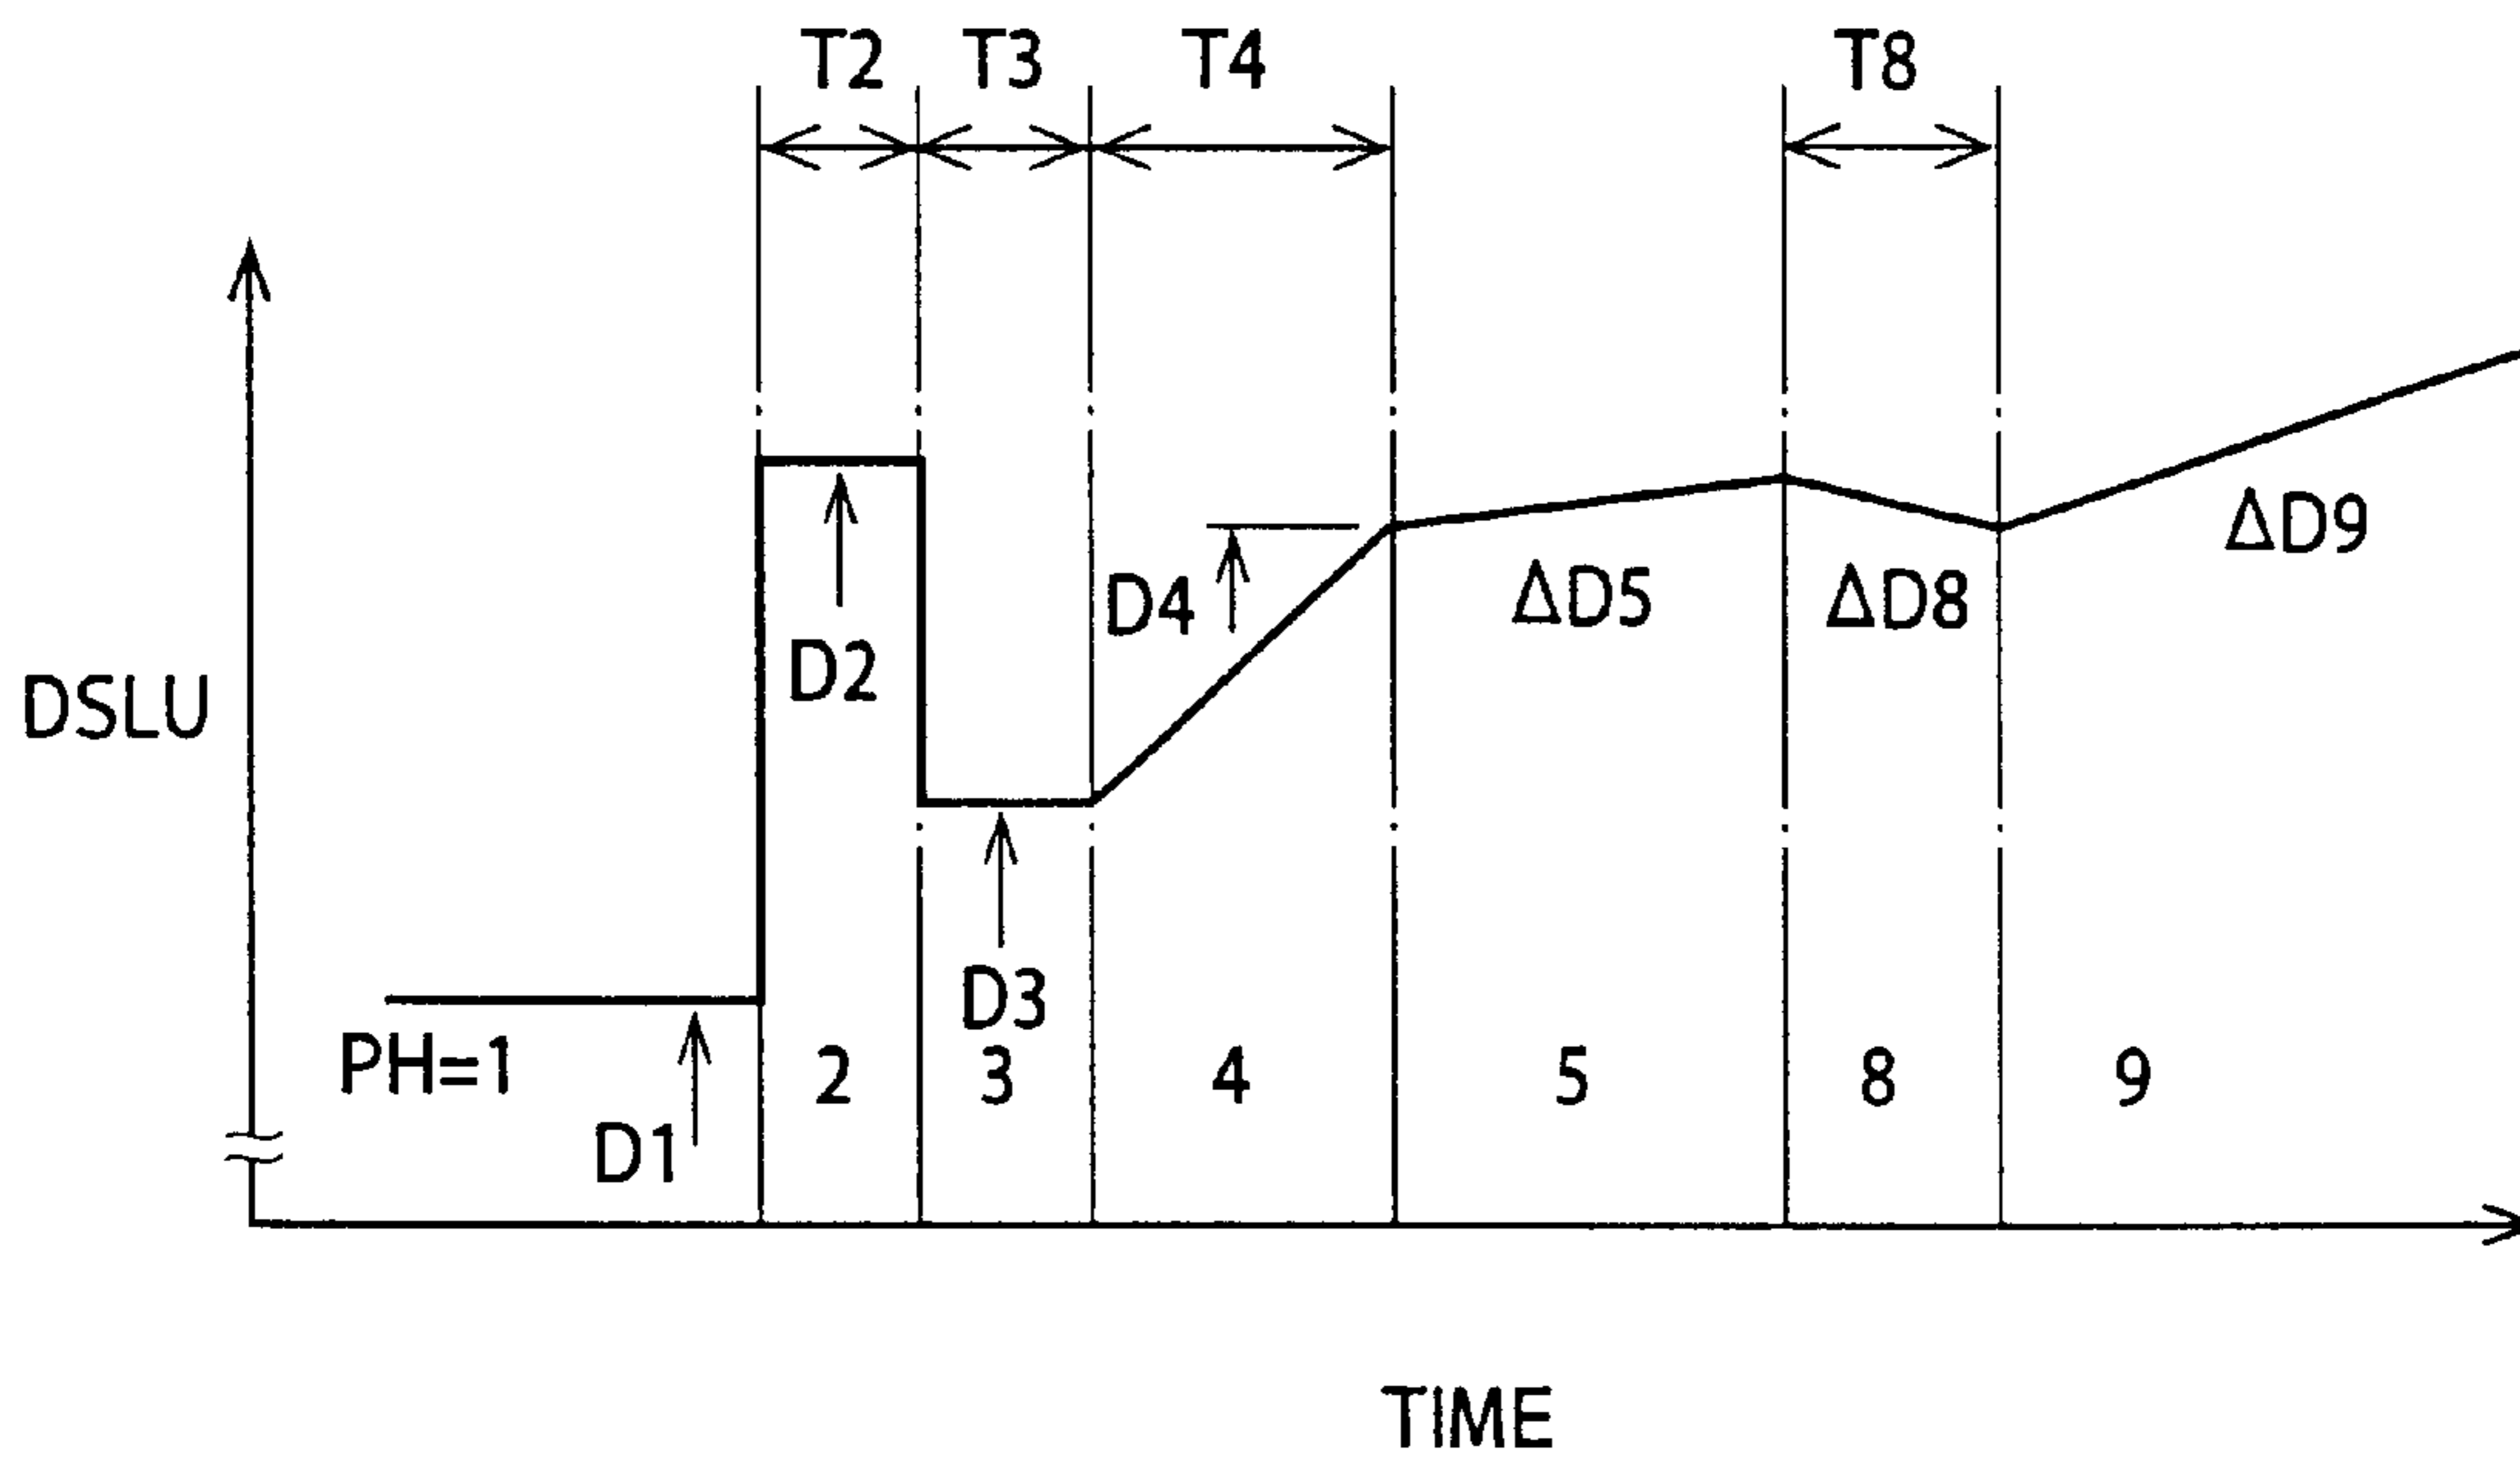 T2 T3 T4 T8
ΔD9
D4 ΔD5 ΔD8
D2
DSLU
D3
PH=1 2 3 4 5 8 9
D1
TIME